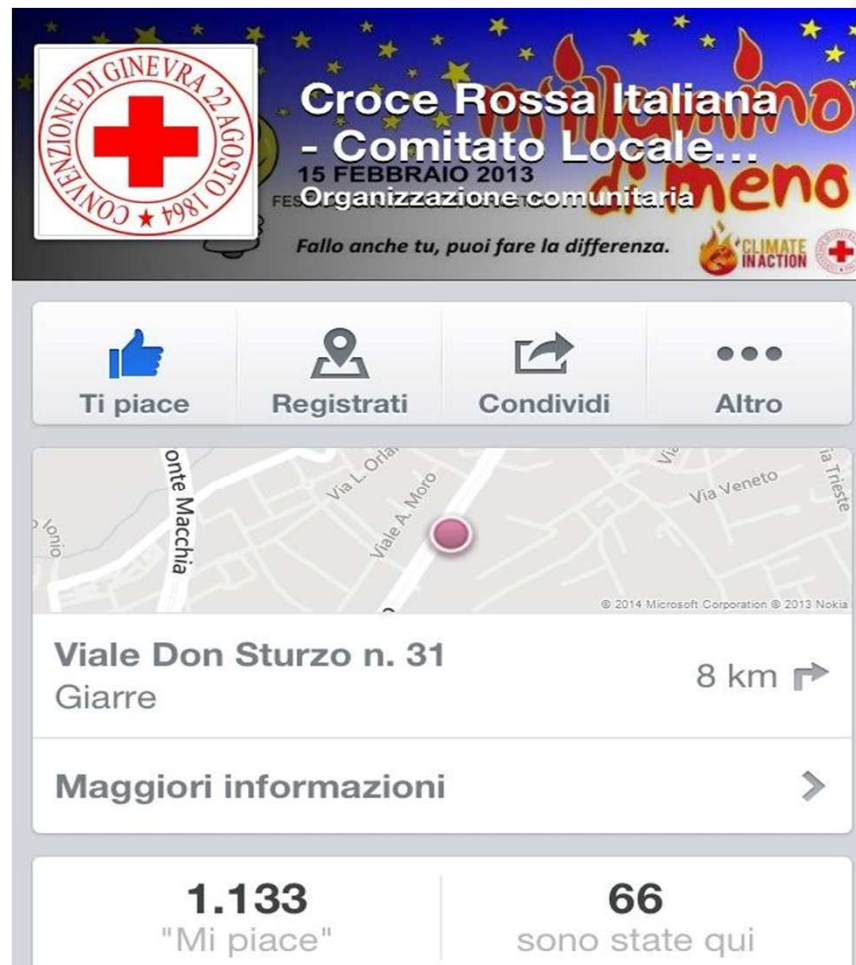 CONVENZIONE DI GINEVRA 22 AGOSTO 1864
m'illumino
di meno
Croce Rossa Italiana
- Comitato Locale...
15 FEBBRAIO 2013
Organizzazione comunitaria
Fallo anche tu, puoi fare la differenza.
CLIMATE
IN ACTION
Ti piace
Registrati
Condividi
Altro
onte Macchia
Ionio
Via L. Orla
Viale A. Moro
Via Veneto
ia Trieste
© 2014 Microsoft Corporation © 2013 Nokia
Viale Don Sturzo n. 31
Giarre
8 km
Maggiori informazioni
1.133
"Mi piace"
66
sono state qui